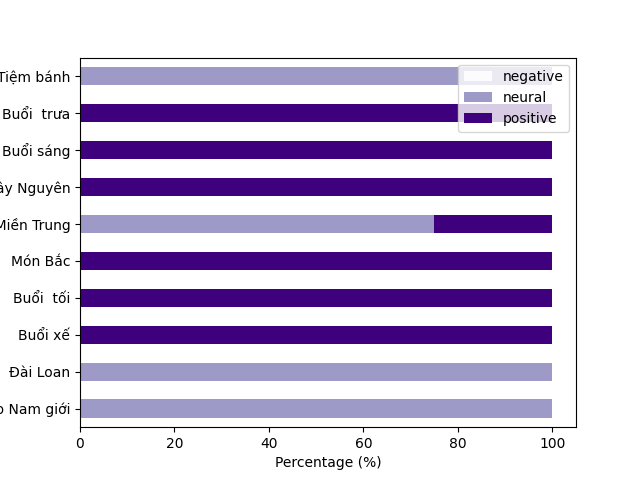 Tiệm bánh
Buổi  trưa
Buổi sáng
ây Nguyên
Miền Trung
Món Bắc
Buổi  tối
Buổi xế
Đài Loan
o Nam giới
negative
neural
positive
0 20 40 60 80 100
Percentage (%)